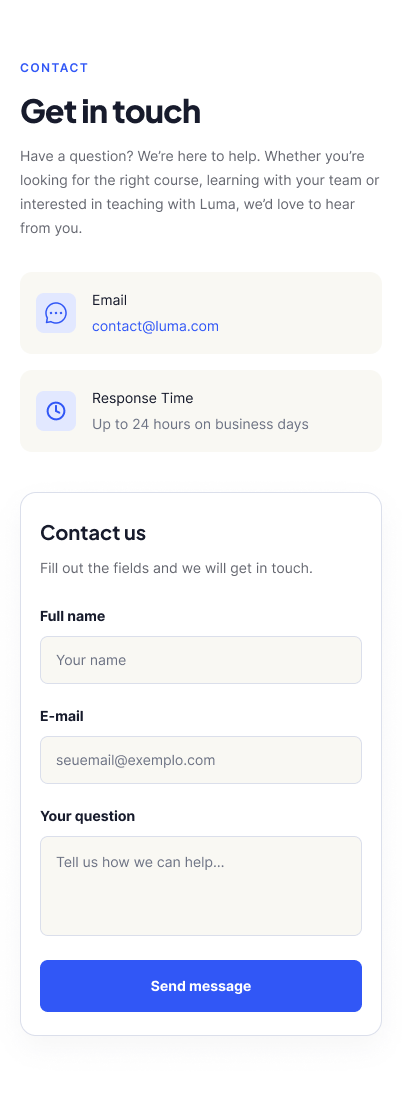 CONTACT
Get in touch
Have a question? We’re here to help. Whether you’re
looking for the right course, learning with your team or
interested in teaching with Luma, we’d love to hear
from you.
Email
contact@luma.com
Response Time
Up to 24 hours on business days
Contact us
Fill out the fields and we will get in touch.
Full name
Your name
E-mail
seuemail@exemplo.com
Your question
Tell us how we can help...
Send message